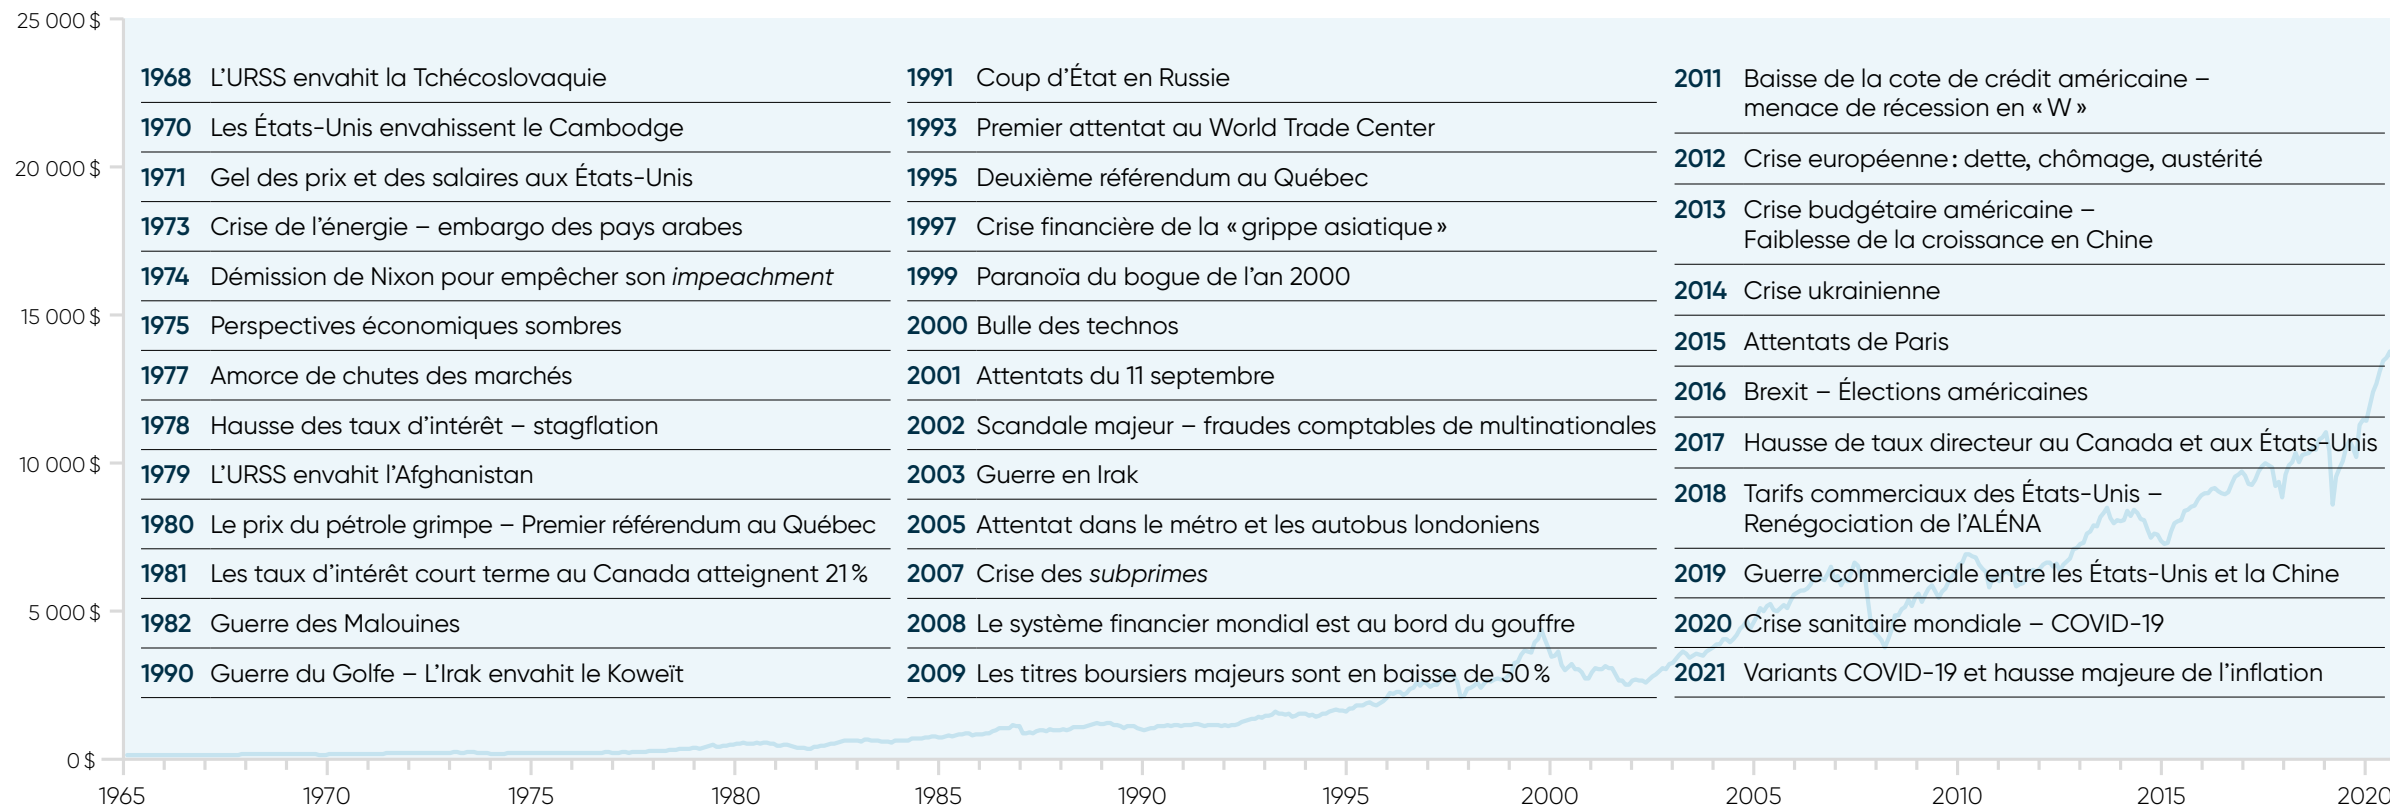 25 000 $
20 000 $
15 000 $
10 000 $
5 000 $
0 $
1968 L’URSS envahit la Tchécoslovaquie
1970 Les États-Unis envahissent le Cambodge
1971 Gel des prix et des salaires aux États-Unis
1973 Crise de l’énergie – embargo des pays arabes
1974 Démission de Nixon pour empêcher son impeachment
1975 Perspectives économiques sombres
1977 Amorce de chutes des marchés
1978 Hausse des taux d’intérêt – stagflation
1979 L’URSS envahit l’Afghanistan
1980 Le prix du pétrole grimpe – Premier référendum au Québec
1981 Les taux d’intérêt court terme au Canada atteignent 21 %
1982 Guerre des Malouines
1990 Guerre du Golfe – L’Irak envahit le Koweït
1991 Coup d’État en Russie
1993 Premier attentat au World Trade Center
1995 Deuxième référendum au Québec
1997 Crise financière de la « grippe asiatique »
1999 Paranoïa du bogue de l’an 2000
2000 Bulle des technos
2001 Attentats du 11 septembre
2002 Scandale majeur – fraudes comptables de multinationales
2003 Guerre en Irak
2005 Attentat dans le métro et les autobus londoniens
2007 Crise des subprimes
2008 Le système financier mondial est au bord du gouffre
2009 Les titres boursiers majeurs sont en baisse de 50 %
2011 Baisse de la cote de crédit américaine –
menace de récession en « W »
2012 Crise européenne : dette, chômage, austérité
2013 Crise budgétaire américaine –
Faiblesse de la croissance en Chine
2014 Crise ukrainienne
2015 Attentats de Paris
2016 Brexit – Élections américaines
2017 Hausse de taux directeur au Canada et aux États-Unis
2018 Tarifs commerciaux des États-Unis –
Renégociation de l’ALÉNA
2019 Guerre commerciale entre les États-Unis et la Chine
2020 Crise sanitaire mondiale – COVID-19
2021 Variants COVID-19 et hausse majeure de l’inflation
1965 1970 1975 1980 1985 1990 1995 2000 2005 2010 2015 2020